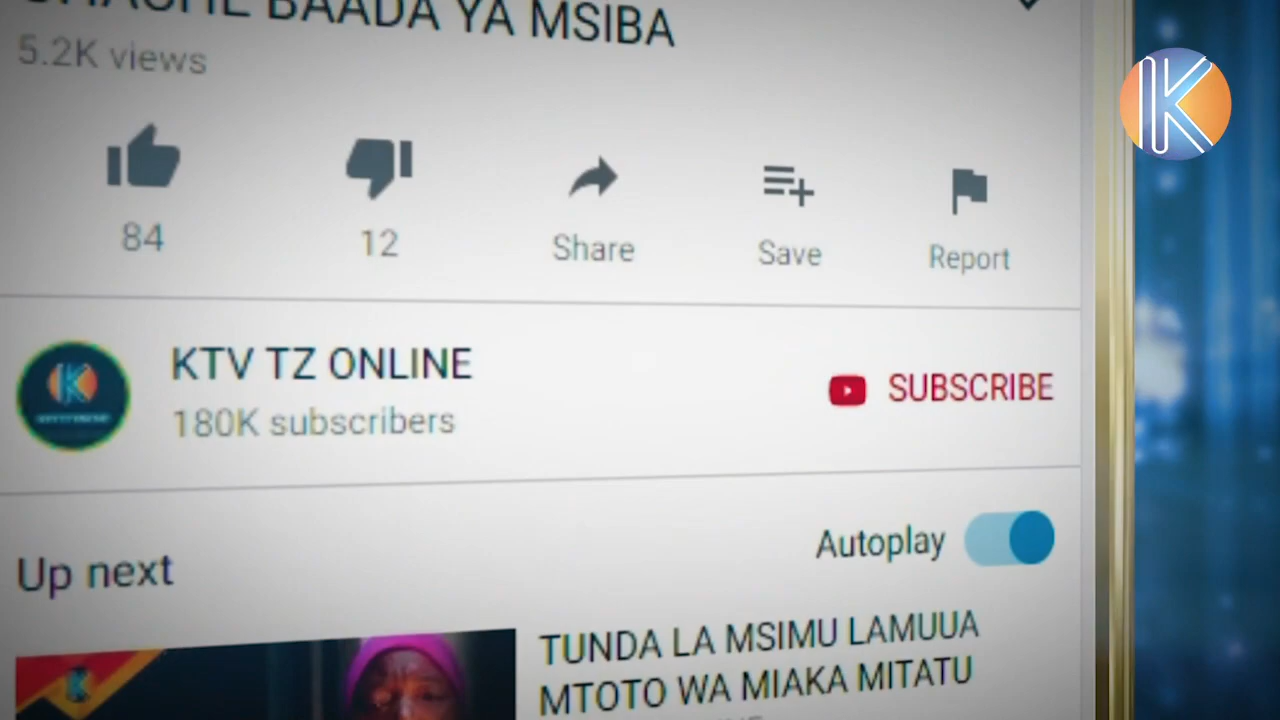 BAADA YA MSIBA
5.2K views
84
12
Share
Save
Report
KTV TZ ONLINE
180K subscribers
SUBSCRIBE
Autoplay
Up next
TUNDA LA MSIMU LAMUUA
MTOTO WA MIAKA MITATU
K